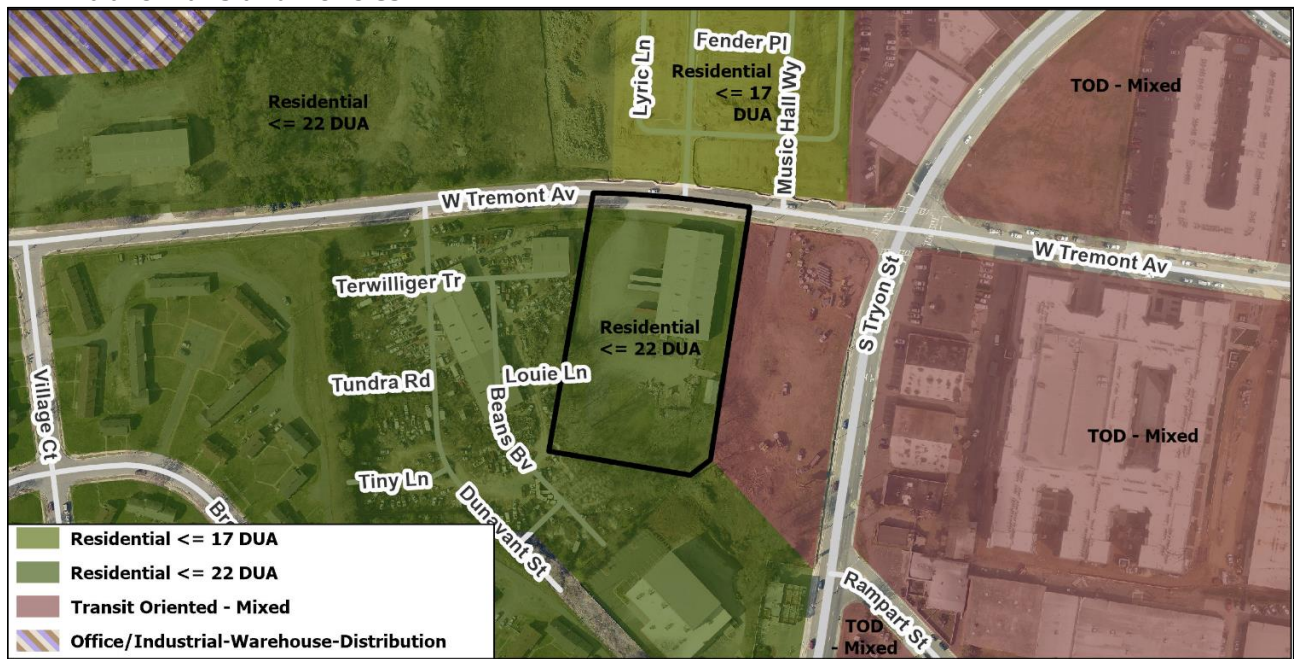 Fender Pl
Lyric Ln
Residential
<= 17
DUA
Music Hall Wy
TOD - Mixed
Residential
<= 22 DUA
W Tremont Av
W Tremont Av
Terwilliger Tr
S Tryon St
Residential
<= 22 DUA
Louie Ln
Tundra Rd
Beans Bv
Village Ct
TOD - Mixed
Tiny Ln
Dunavant St
Br
Rampart St
TOD
- Mixed
Residential <= 17 DUA
Residential <= 22 DUA
Transit Oriented - Mixed
Office/Industrial-Warehouse-Distribution